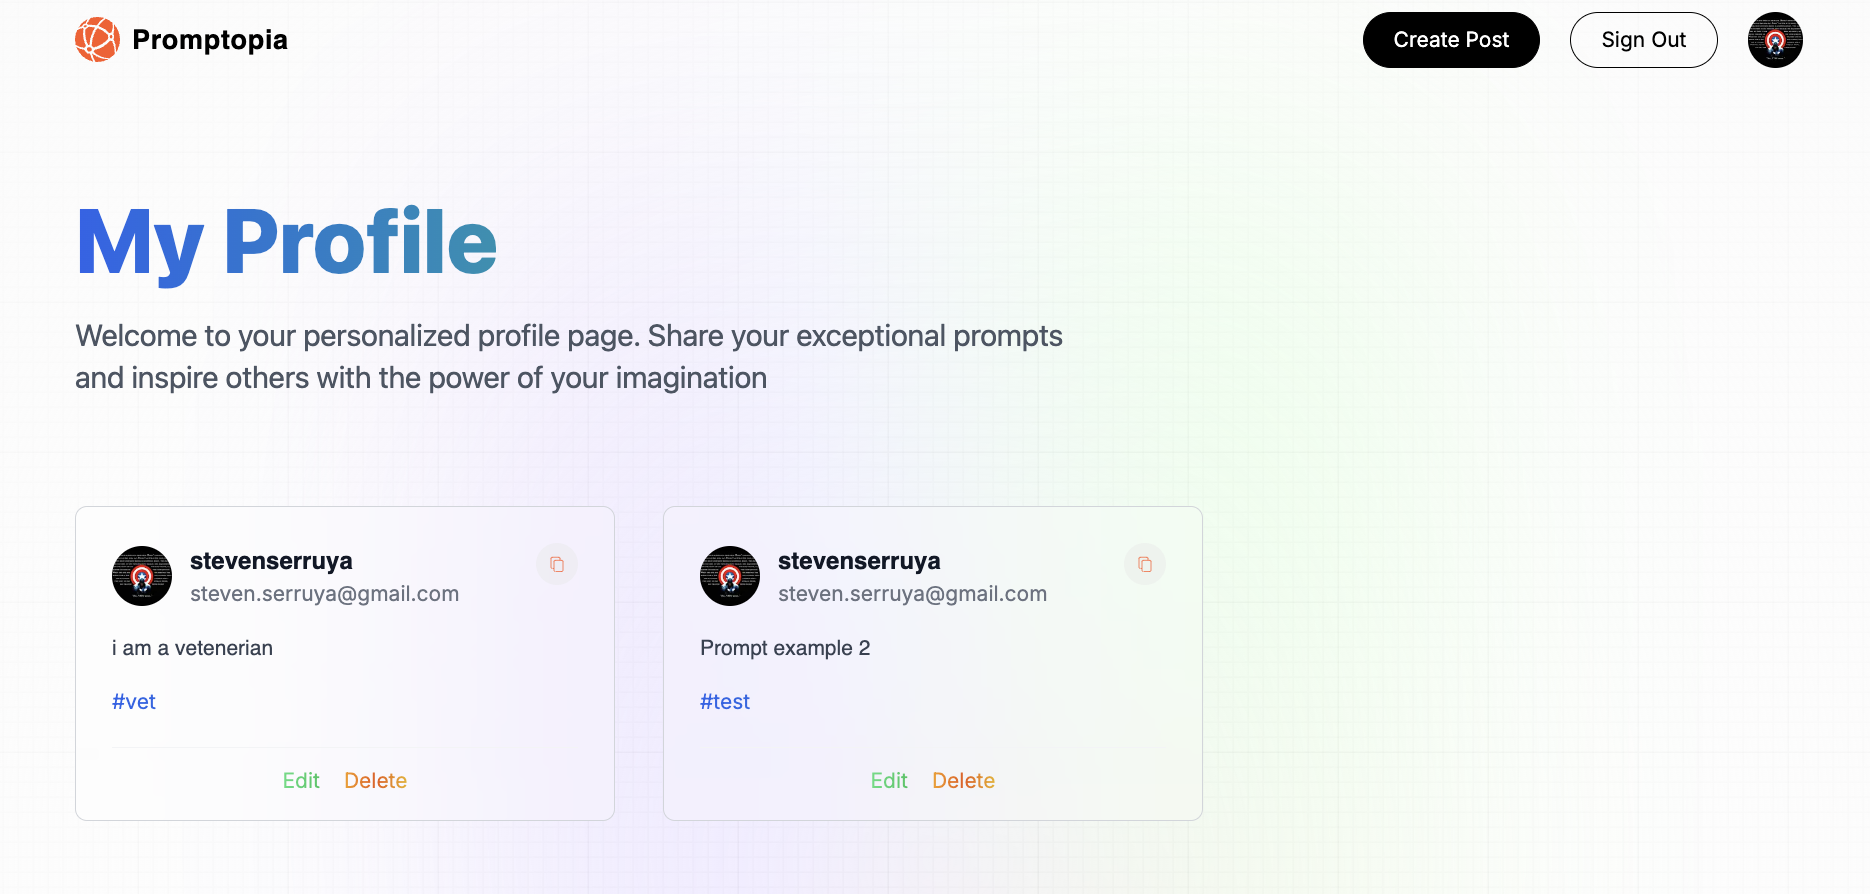 Promptopia
Create Post
Sign Out
My Profile
Welcome to your personalized profile page. Share your exceptional prompts
and inspire others with the power of your imagination
stevenserruya
steven.serruya@gmail.com
i am a vetenerian
#vet
Edit Delete
stevenserruya
steven.serruya@gmail.com
Prompt example 2
#test
Edit Delete